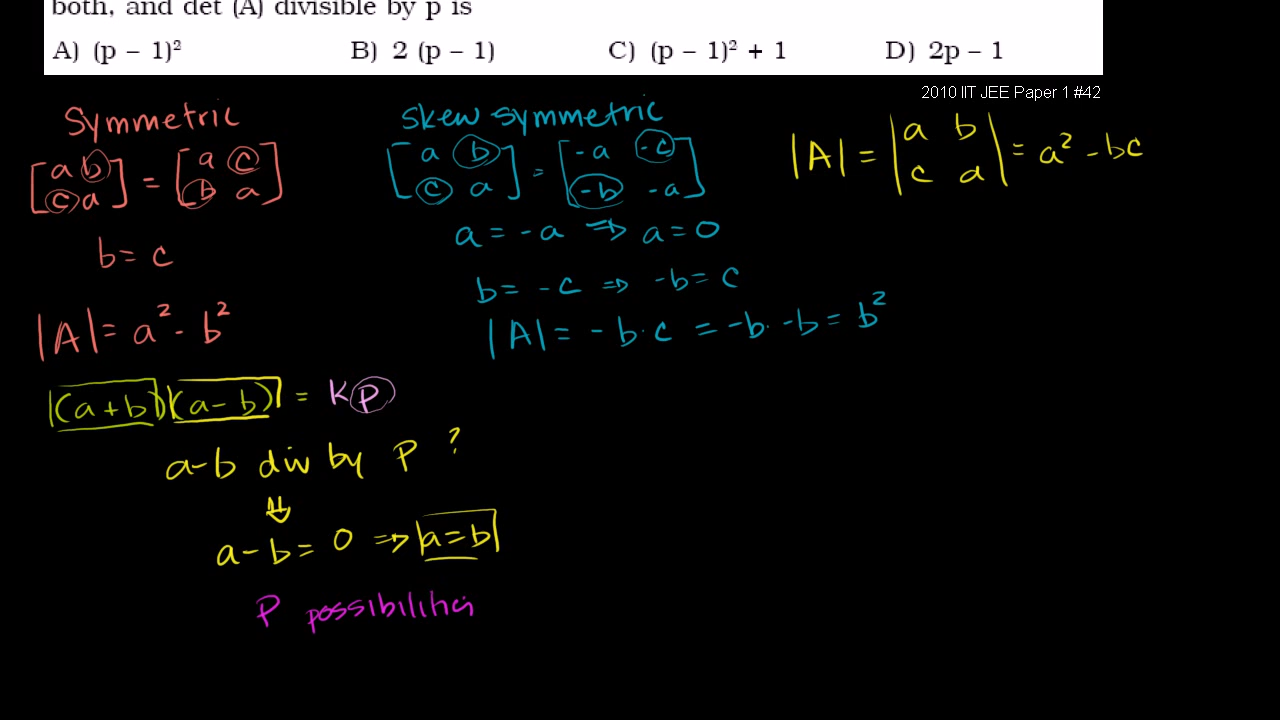 both, and det (A) divisible by p is
A) (p − 1)² B) 2 (p − 1) C) (p − 1)² + 1 D) 2p − 1
2010 IIT JEE Paper 1 #42
Symmetric
[a b
c a] = [a c
b a]
b = c
|A| = a² - b²
(a+b)(a-b) = KP
a-b div by P ?
⇓
a-b = 0 ⇒ a=b
P possibilities
skew symmetric
[a b
c a] = [-a -c
-b -a]
a = -a ⇒ a = 0
b = -c ⇒ -b = c
|A| = -b·c = -b·-b = b²
|A| = |a b
c a| = a² - bc